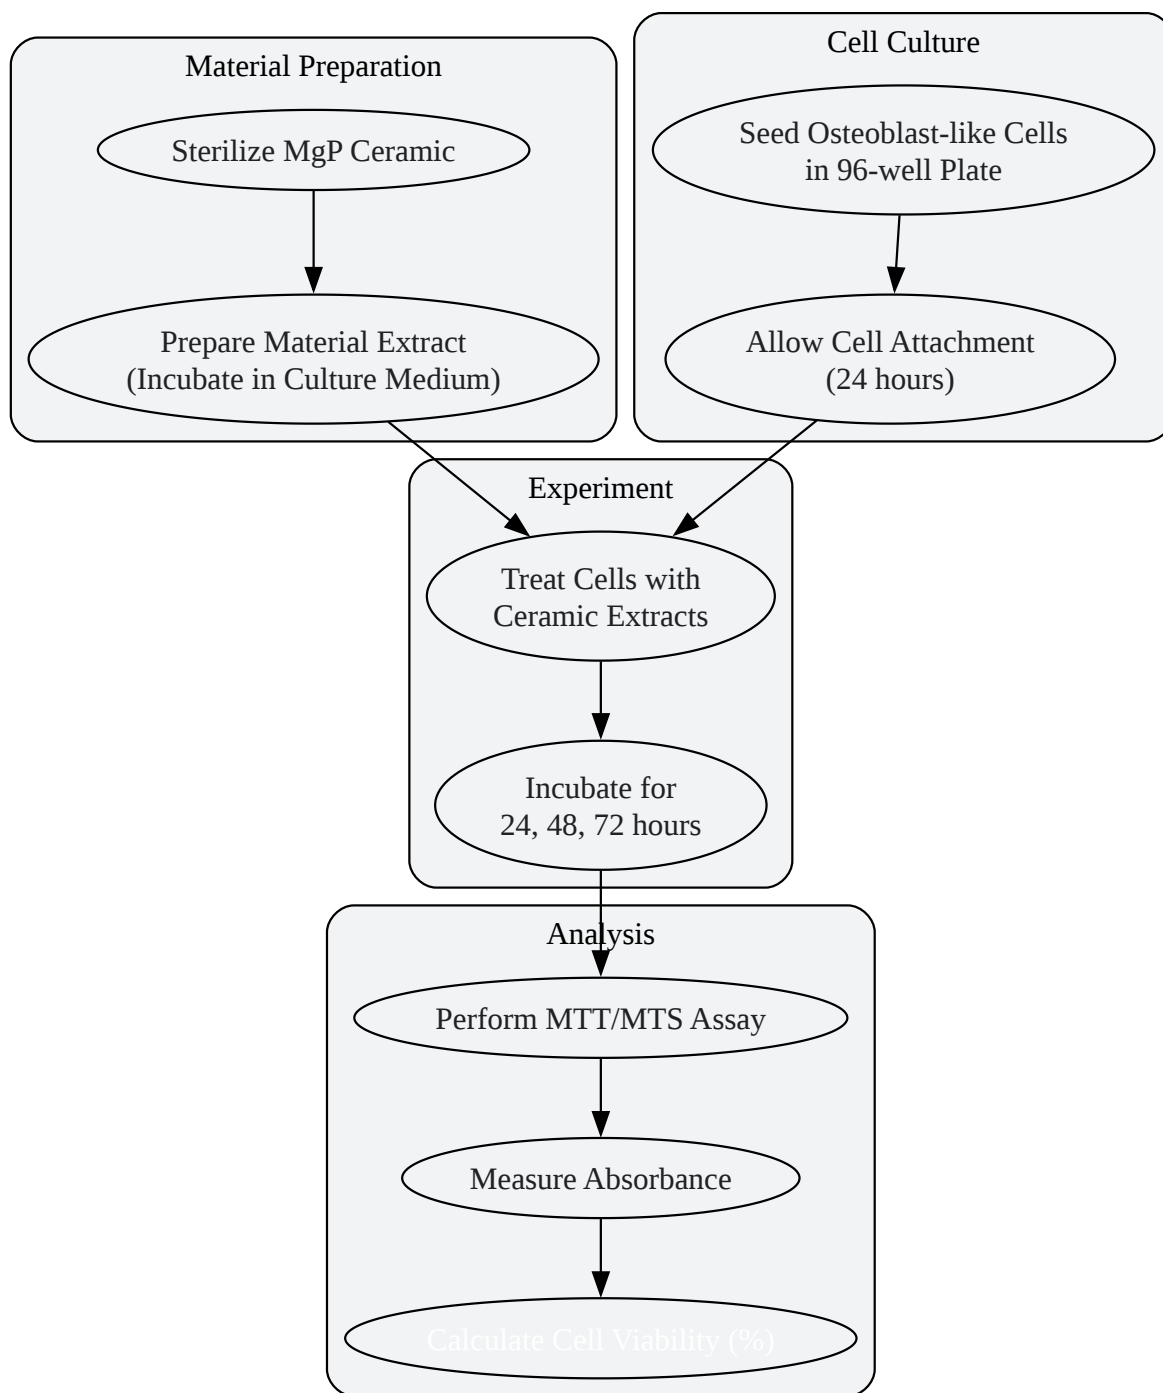 Material Preparation
Sterilize MgP Ceramic
Prepare Material Extract
(Incubate in Culture Medium)
Cell Culture
Seed Osteoblast-like Cells
in 96-well Plate
Allow Cell Attachment
(24 hours)
Experiment
Treat Cells with
Ceramic Extracts
Incubate for
24, 48, 72 hours
Analysis
Perform MTT/MTS Assay
Measure Absorbance
Calculate Cell Viability (%)